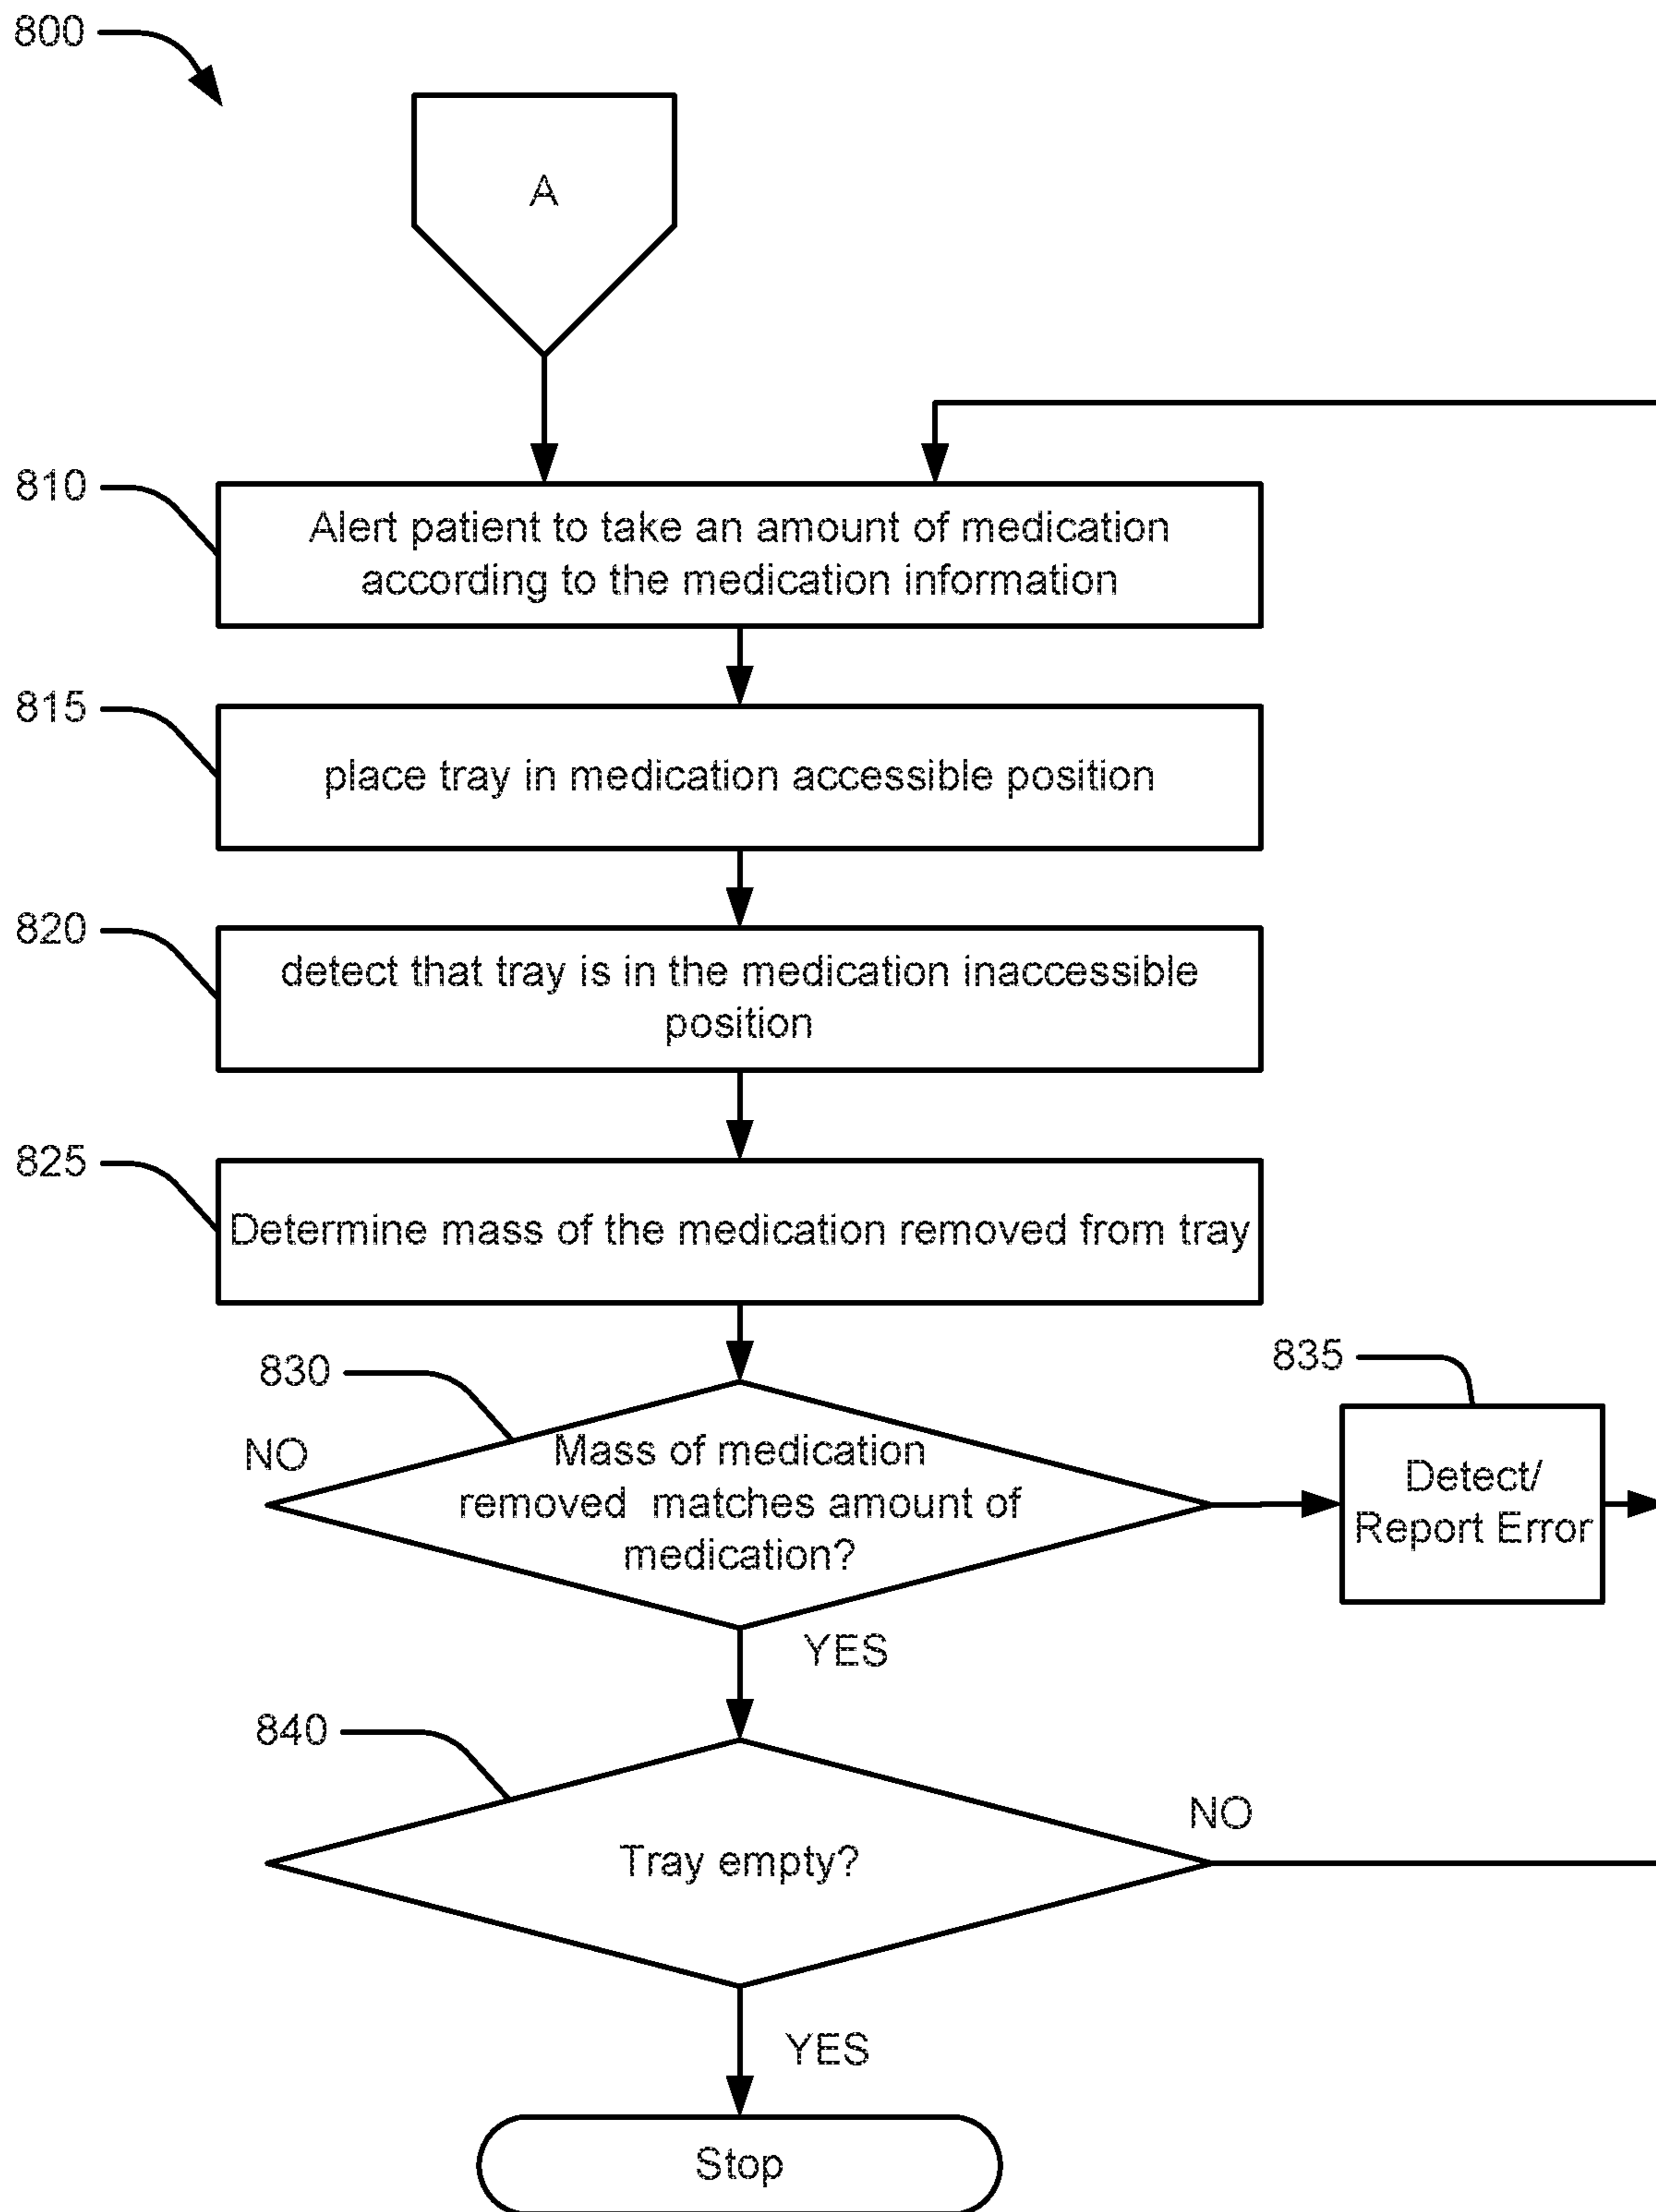 800
A
810
Alert patient to take an amount of medication
according to the medication information
815
place tray in medication accessible position
820
detect that tray is in the medication inaccessible
position
825
Determine mass of the medication removed from tray
830
835
NO
Mass of medication
removed matches amount of
medication?
Detect/
Report Error
YES
840
NO
Tray empty?
YES
Stop